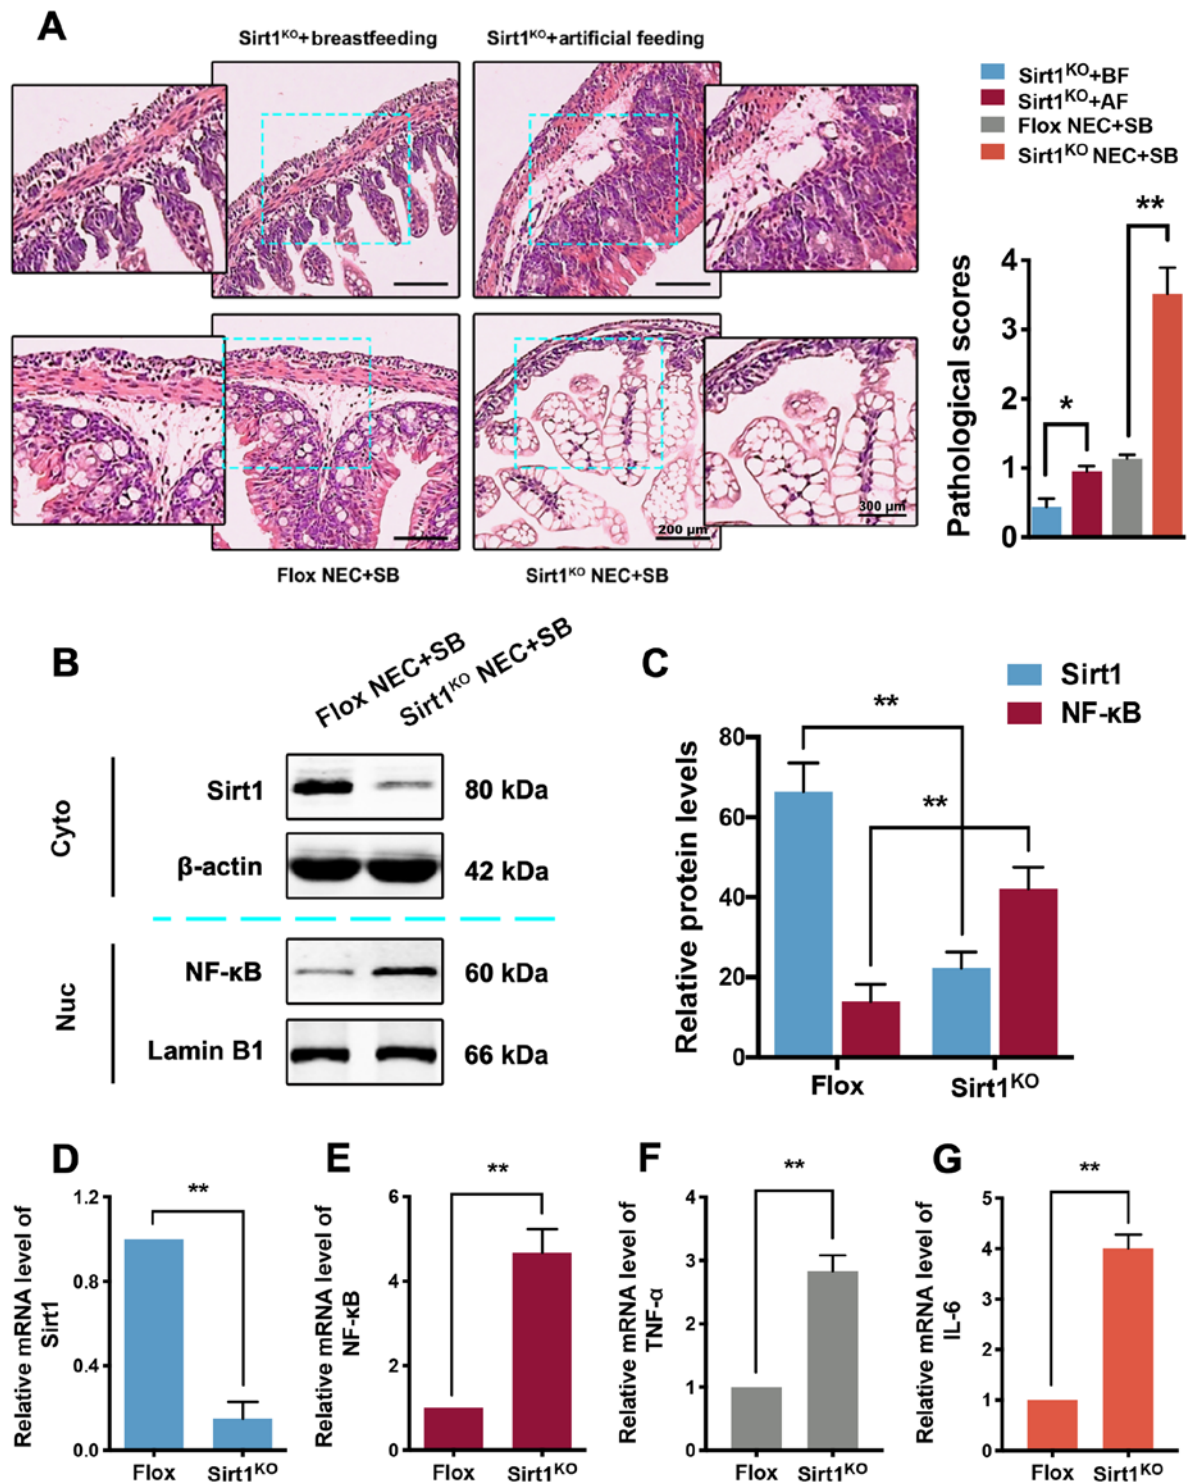 A
Sirt1KO+breastfeeding
Sirt1KO+artificial feeding
200 μm
300 μm
Flox NEC+SB
Sirt1KO NEC+SB
Sirt1KO+BF
Sirt1KO+AF
Flox NEC+SB
Sirt1KO NEC+SB
Pathological scores
4
3
2
1
0
*
**
B
Flox NEC+SB
Sirt1KO NEC+SB
Cyto
Sirt1
80 kDa
β-actin
42 kDa
Nuc
NF-κB
60 kDa
Lamin B1
66 kDa
C
Sirt1
NF-κB
Relative protein levels
80
60
40
20
0
**
**
Flox
Sirt1KO
D
Relative mRNA level of
Sirt1
1.2
0.8
0.4
0.0
**
Flox
Sirt1KO
E
Relative mRNA level of
NF-κB
6
4
2
0
**
Flox
Sirt1KO
F
Relative mRNA level of
TNF-α
4
3
2
1
0
**
Flox
Sirt1KO
G
Relative mRNA level of
IL-6
5
4
3
2
1
0
**
Flox
Sirt1KO